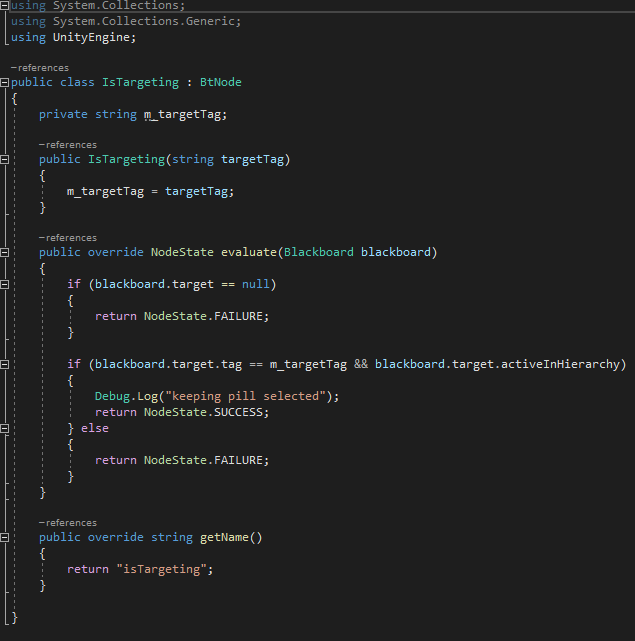 using System.Collections;
using System.Collections.Generic;
using UnityEngine;
-references
public class IsTargeting : BtNode
{
private string m_targetTag;
-references
public IsTargeting(string targetTag)
{
m_targetTag = targetTag;
}
-references
public override NodeState evaluate(Blackboard blackboard)
{
if (blackboard.target == null)
{
return NodeState.FAILURE;
}
if (blackboard.target.tag == m_targetTag && blackboard.target.activeInHierarchy)
{
Debug.Log("keeping pill selected");
return NodeState.SUCCESS;
} else
{
return NodeState.FAILURE;
}
}
-references
public override string getName()
{
return "isTargeting";
}
}